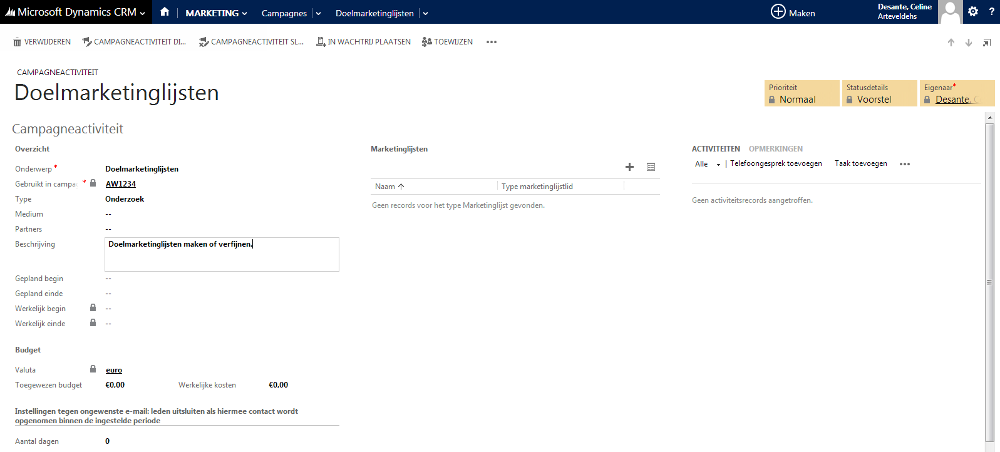 Microsoft Dynamics CRM MARKETING Campagnes Doelmarketinglijsten Maken Desante, Celine ?
Arteveldehs
VERWIJDEREN CAMPAGNEACTIVITEIT DI... CAMPAGNEACTIVITEIT SL... IN WACHTRIJ PLAATSEN TOEWIJZEN •••
CAMPAGNEACTIVITEIT
Doelmarketinglijsten
Prioriteit Statusdetails Eigenaar*
Normaal Voorstel Desante, C
Campagneactiviteit
Overzicht
Onderwerp* Doelmarketinglijsten
Gebruikt in campa * AW1234
Type Onderzoek
Medium --
Partners --
Beschrijving Doelmarketinglijsten maken of verfijnen.
Gepland begin --
Gepland einde --
Werkelijk begin --
Werkelijk einde --
Budget
Valuta euro
Toegewezen budget €0,00 Werkelijke kosten €0,00
Instellingen tegen ongewenste e-mail: leden uitsluiten als hiermee contact wordt
opgenomen binnen de ingestelde periode
Aantal dagen 0
Marketinglijsten
Naam Type marketinglijstlid
Geen records voor het type Marketinglijst gevonden.
ACTIVITEITEN OPMERKINGEN
Alle | Telefoongesprek toevoegen Taak toevoegen •••
Geen activiteitsrecords aangetroffen.